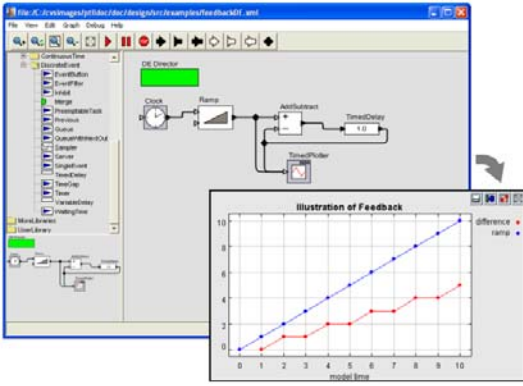 file:/C:/cvsimages/ptII/doc/design/src/examples/feedbackDE.xml
File View Edit Graph Debug Help
ContinuousTime
DiscreteEvent
EventButton
EventFilter
Inhibit
Merge
PreemptableTask
Previous
Queue
QueueWithNextOut
Sampler
Server
SingleEvent
TimedDelay
TimeGap
Timer
VariableDelay
WaitingTime
MoreLibraries
UserLibrary
DE Director
Clock
Ramp
AddSubtract
+
−
TimedDelay
1.0
TimedPlotter
Illustration of Feedback
difference
ramp
10
8
6
4
2
0
0 1 2 3 4 5 6 7 8 9 10
model time